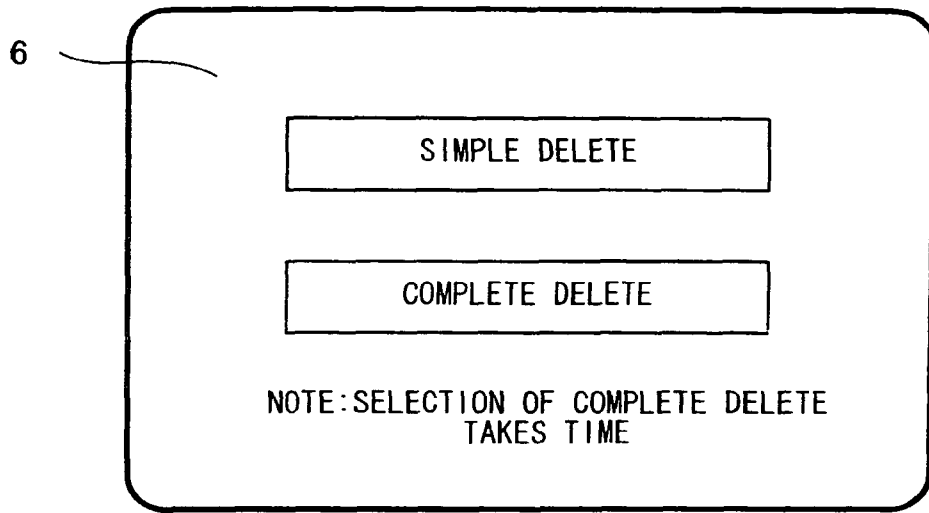 6
SIMPLE DELETE
COMPLETE DELETE
NOTE:SELECTION OF COMPLETE DELETE
TAKES TIME